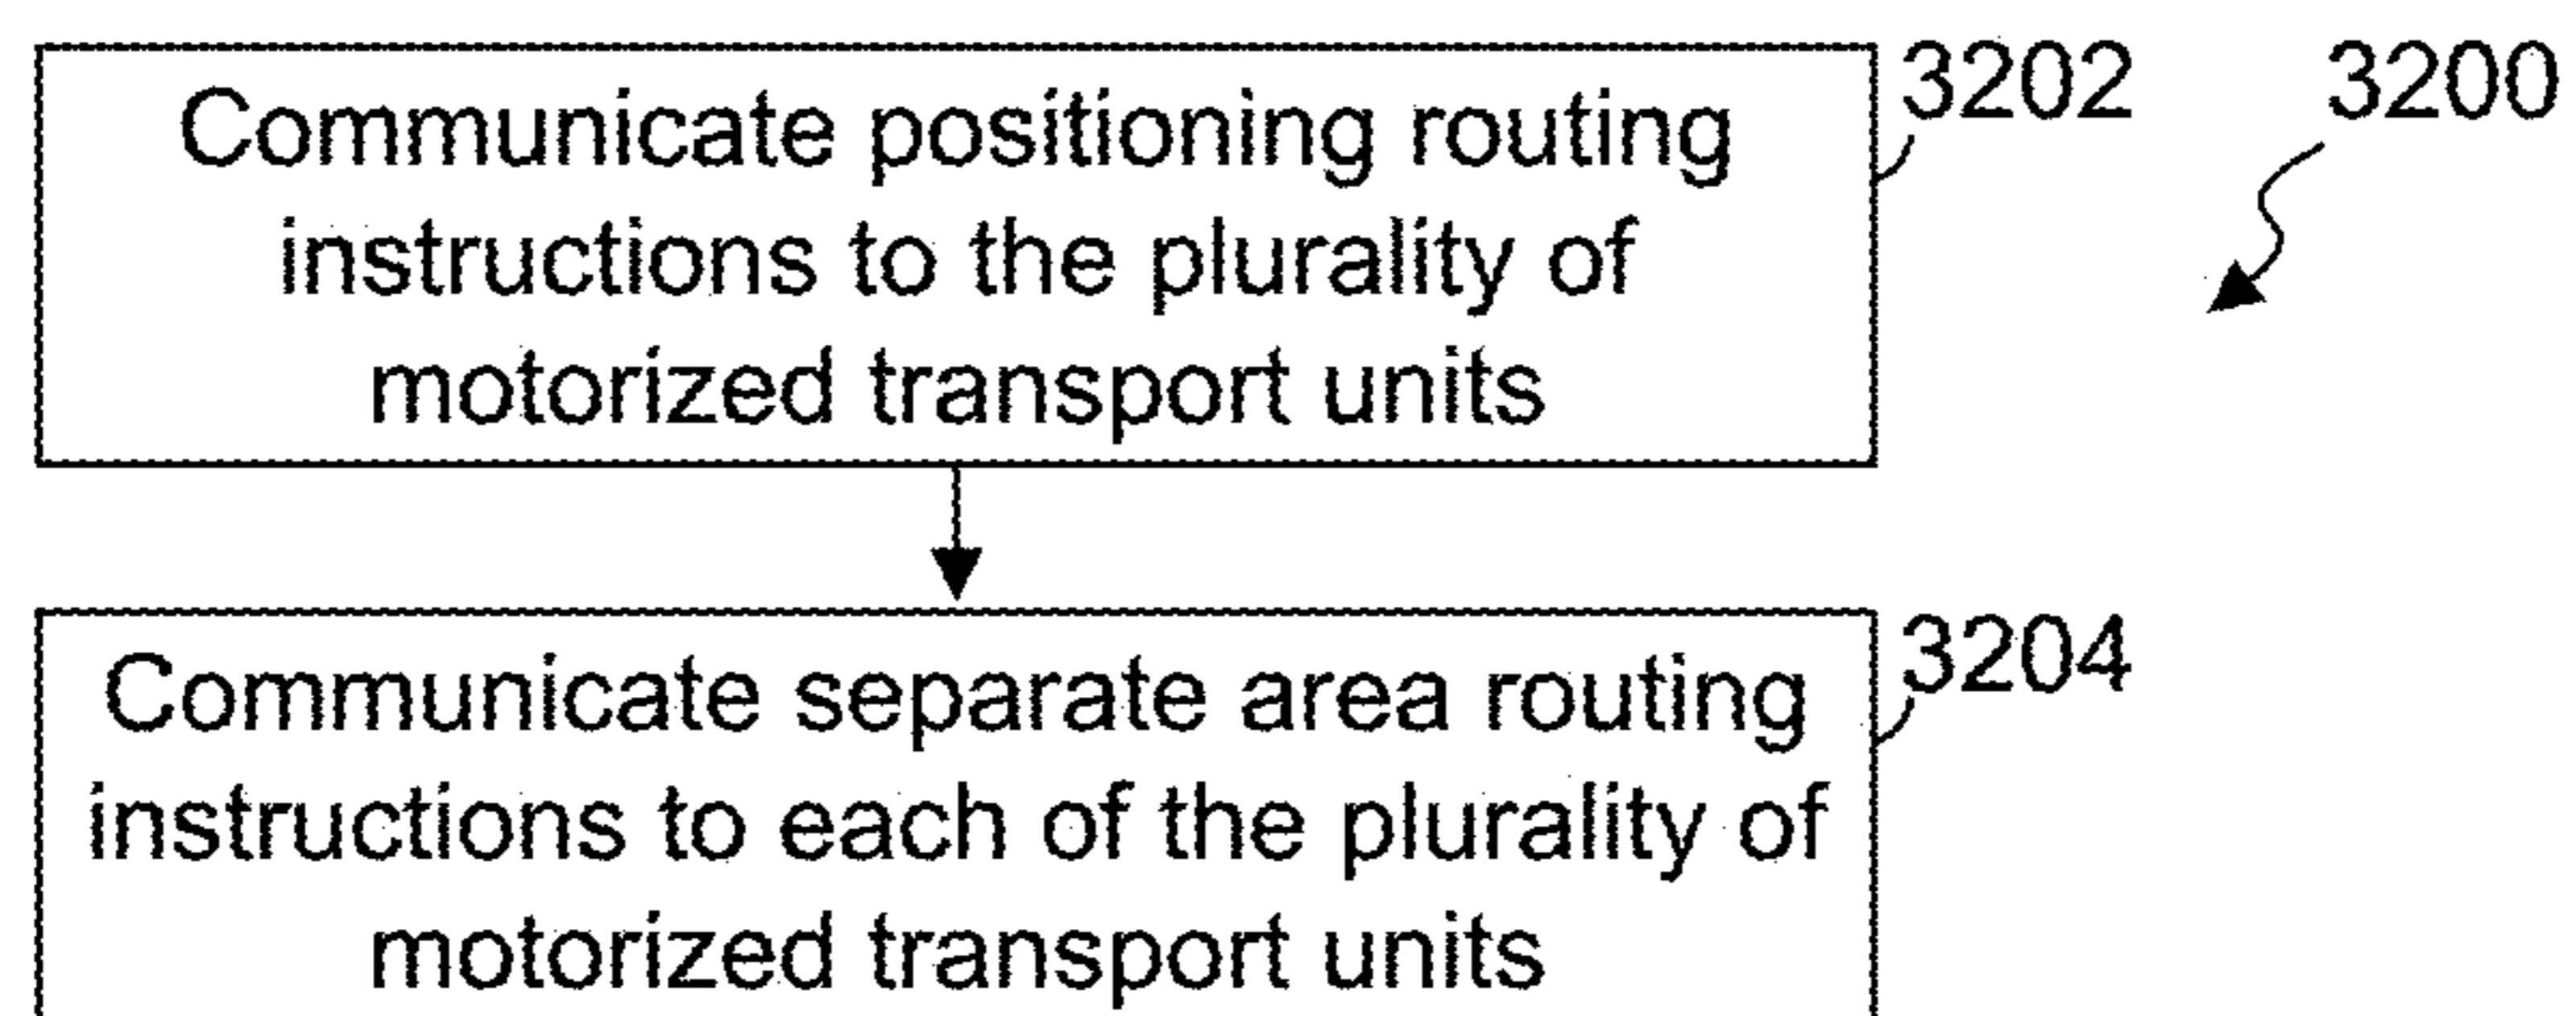 Communicate positioning routing
instructions to the plurality of
motorized transport units
3202
3200
Communicate separate area routing
instructions to each of the plurality of
motorized transport units
3204